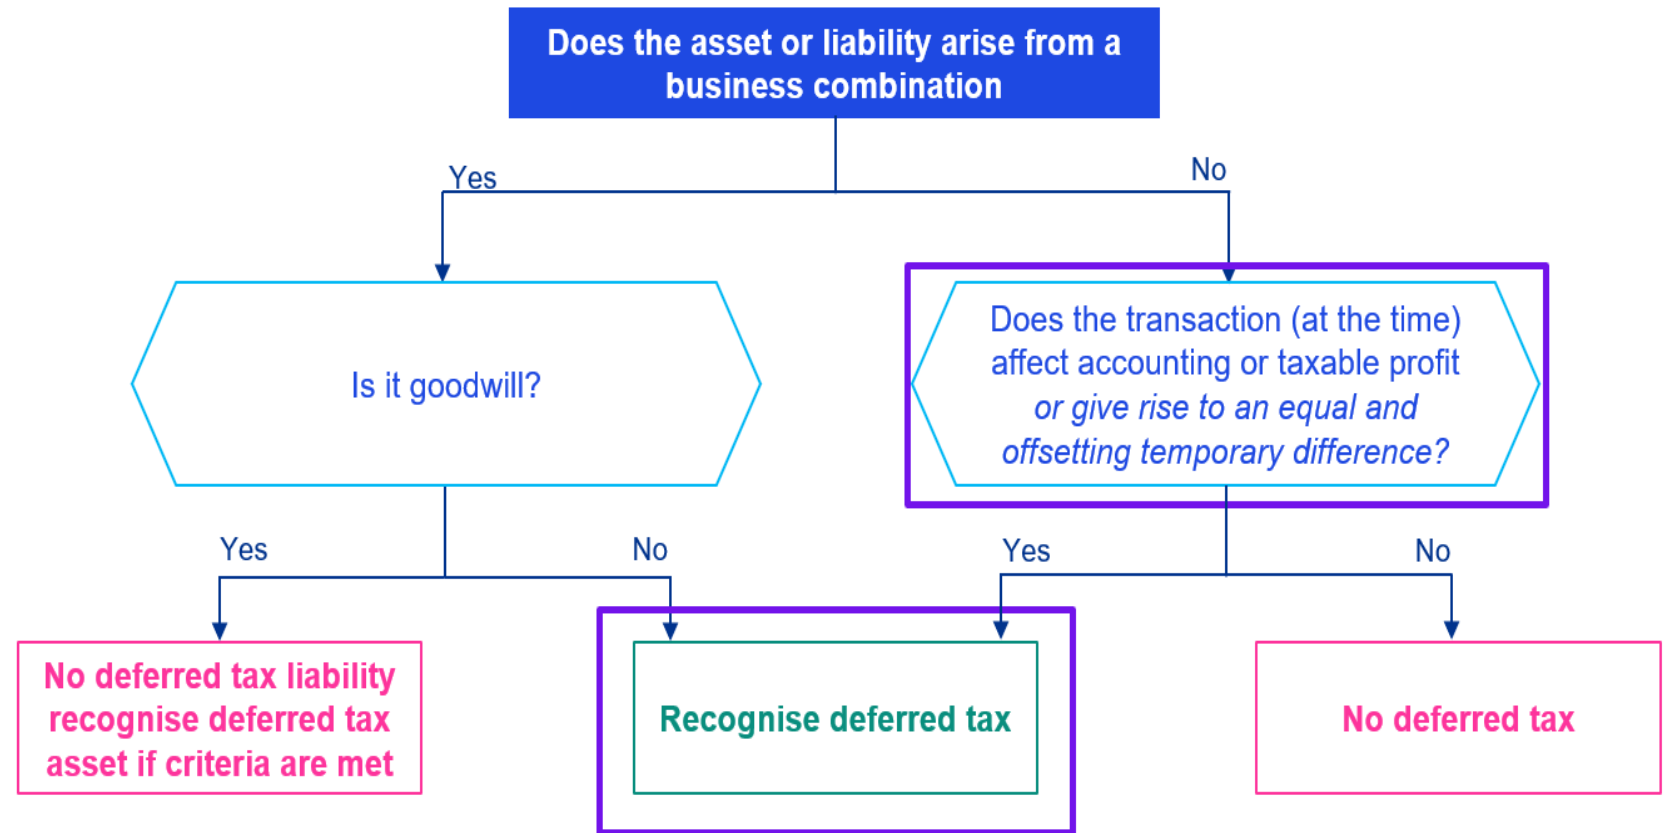 Does the asset or liability arise from a
business combination
Yes
No
Is it goodwill?
Does the transaction (at the time)
affect accounting or taxable profit
or give rise to an equal and
offsetting temporary difference?
Yes
No
Yes
No
No deferred tax liability
recognise deferred tax
asset if criteria are met
Recognise deferred tax
No deferred tax